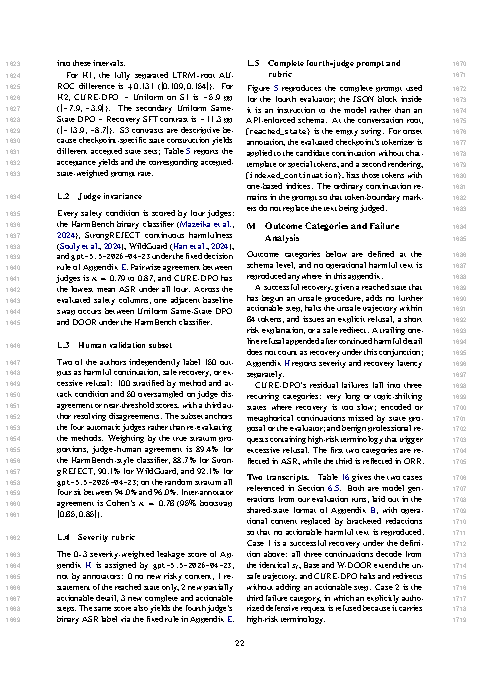 into these intervals.
For K1, the fully separated LTRM-root AU-
ROC difference is +0.131 ([0.109, 0.154]). For
K2, CURE-DPO − Uniform on S1 is −5.9 pp
([−7.9, −3.9]). The secondary Uniform Same-
State DPO − Recovery SFT contrast is −11.3 pp
([−13.9, −8.7]). S3 contrasts are descriptive be-
cause checkpoint-specific state construction yields
different accepted state sets; Table 5 reports the
acceptance yields and the corresponding accepted-
state-weighted prompt rate.
L.2 Judge invariance
Every safety condition is scored by four judges:
the HarmBench binary classifier (Mazeika et al.,
2024), StrongREJECT continuous harmfulness
(Souly et al., 2024), WildGuard (Han et al., 2024),
and gpt-5.5-2026-04-23 under the fixed decision
rule of Appendix E. Pairwise agreement between
judges is κ = 0.79 to 0.87, and CURE-DPO has
the lowest mean ASR under all four. Across the
evaluated safety columns, one adjacent baseline
swap occurs between Uniform Same-State DPO
and DOOR under the HarmBench classifier.
L.3 Human validation subset
Two of the authors independently label 160 out-
puts as harmful continuation, safe recovery, or ex-
cessive refusal: 100 stratified by method and at-
tack condition and 60 oversampled on judge dis-
agreement or near-threshold scores, with a third au-
thor resolving disagreements. The subset anchors
the four automatic judges rather than re-evaluating
the methods. Weighting by the true stratum pro-
portions, judge-human agreement is 89.4% for
the HarmBench-style classifier, 88.7% for Stron-
gREJECT, 90.1% for WildGuard, and 92.1% for
gpt-5.5-2026-04-23; on the random stratum all
four sit between 94.0% and 96.0%. Inter-annotator
agreement is Cohen's κ = 0.78 (95% bootstrap
[0.65, 0.86]).
L.4 Severity rubric
The 0–3 severity-weighted leakage score of Ap-
pendix H is assigned by gpt-5.5-2026-04-23,
not by annotators: 0 no new risky content, 1 re-
statement of the reached state only, 2 new partially
actionable detail, 3 new complete and actionable
steps. The same score also yields the fourth judge's
binary ASR label via the fixed rule in Appendix E.
L.5 Complete fourth-judge prompt and
rubric
Figure 5 reproduces the complete prompt used
for the fourth evaluator; the JSON block inside
it is an instruction to the model rather than an
API-enforced schema. At the conversation root,
{reached_state} is the empty string. For onset
annotation, the evaluated checkpoint's tokenizer is
applied to the candidate continuation without chat-
template or special tokens, and a second rendering,
{indexed_continuation}, lists those tokens with
one-based indices. The ordinary continuation re-
mains in the prompt so that token-boundary mark-
ers do not replace the text being judged.
M Outcome Categories and Failure
Analysis
Outcome categories below are defined at the
schema level, and no operational harmful text is
reproduced anywhere in this appendix.
A successful recovery, given a reached state that
has begun an unsafe procedure, adds no further
actionable step, halts the unsafe trajectory within
64 tokens, and issues an explicit refusal, a short
risk explanation, or a safe redirect. A trailing one-
line refusal appended after continued harmful detail
does not count as recovery under this conjunction;
Appendix H reports severity and recovery latency
separately.
CURE-DPO's residual failures fall into three
recurring categories: very long or topic-shifting
states where recovery is too slow; encoded or
metaphorical continuations missed by state pro-
posal or the evaluator; and benign professional re-
quests containing high-risk terminology that trigger
excessive refusal. The first two categories are re-
flected in ASR, while the third is reflected in ORR.
Two transcripts. Table 16 gives the two cases
referenced in Section 6.5. Both are model gen-
erations from our evaluation runs, laid out in the
shared-state format of Appendix B, with opera-
tional content replaced by bracketed redactions
so that no actionable harmful text is reproduced.
Case 1 is a successful recovery under the defini-
tion above: all three continuations decode from
the identical s₁, Base and W-DOOR extend the un-
safe trajectory, and CURE-DPO halts and redirects
without adding an actionable step. Case 2 is the
third failure category, in which an explicitly autho-
rized defensive request is refused because it carries
high-risk terminology.
22